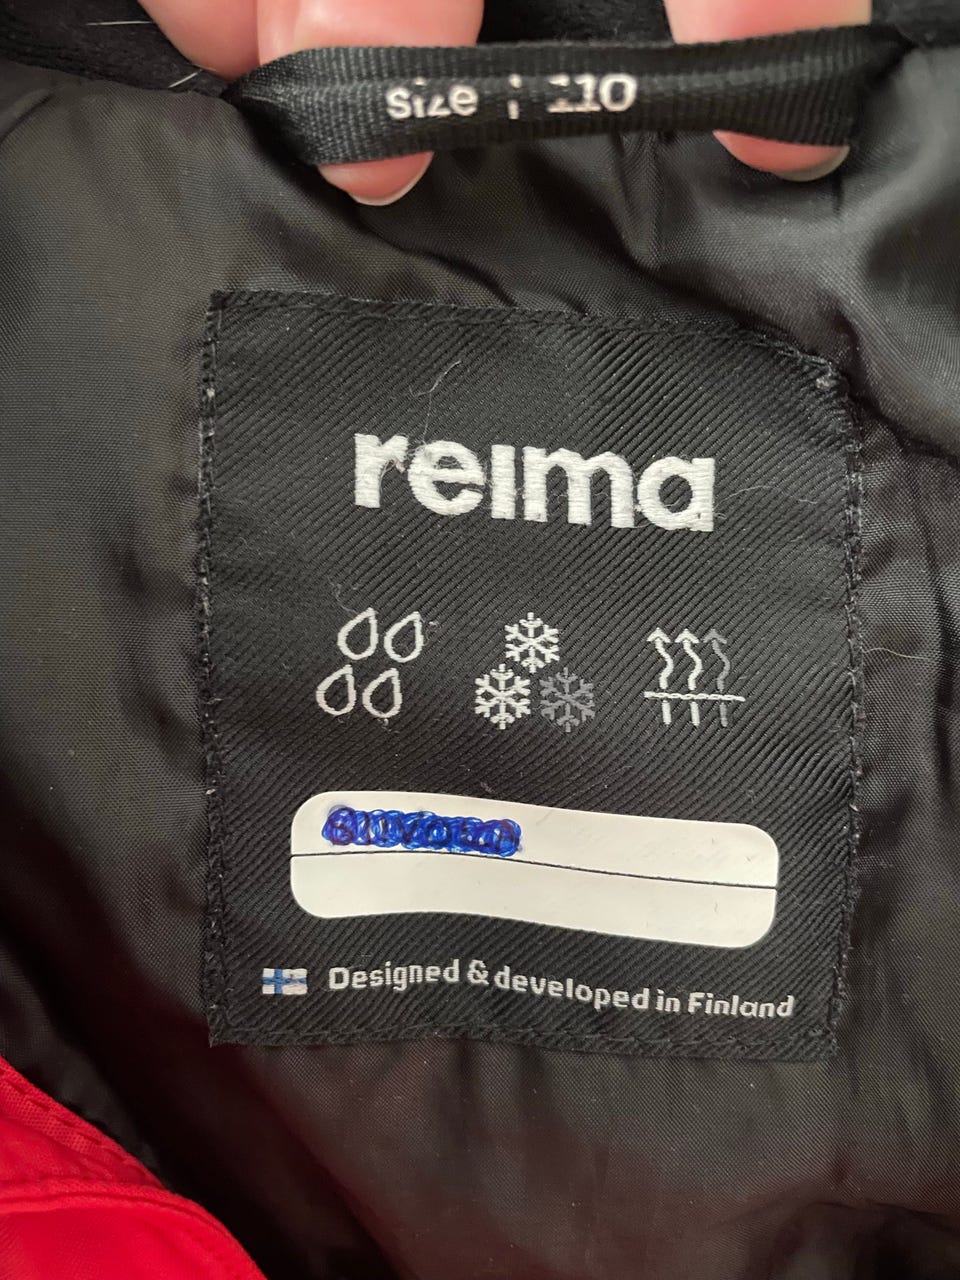 size | 110
reima
Designed & developed in Finland